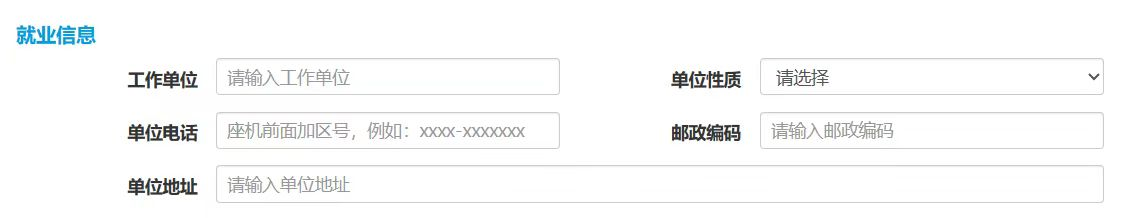 就业信息
工作单位 请输入工作单位 单位性质 请选择
单位电话 座机前面加区号，例如：xxxx-xxxxxxx 邮政编码 请输入邮政编码
单位地址 请输入单位地址